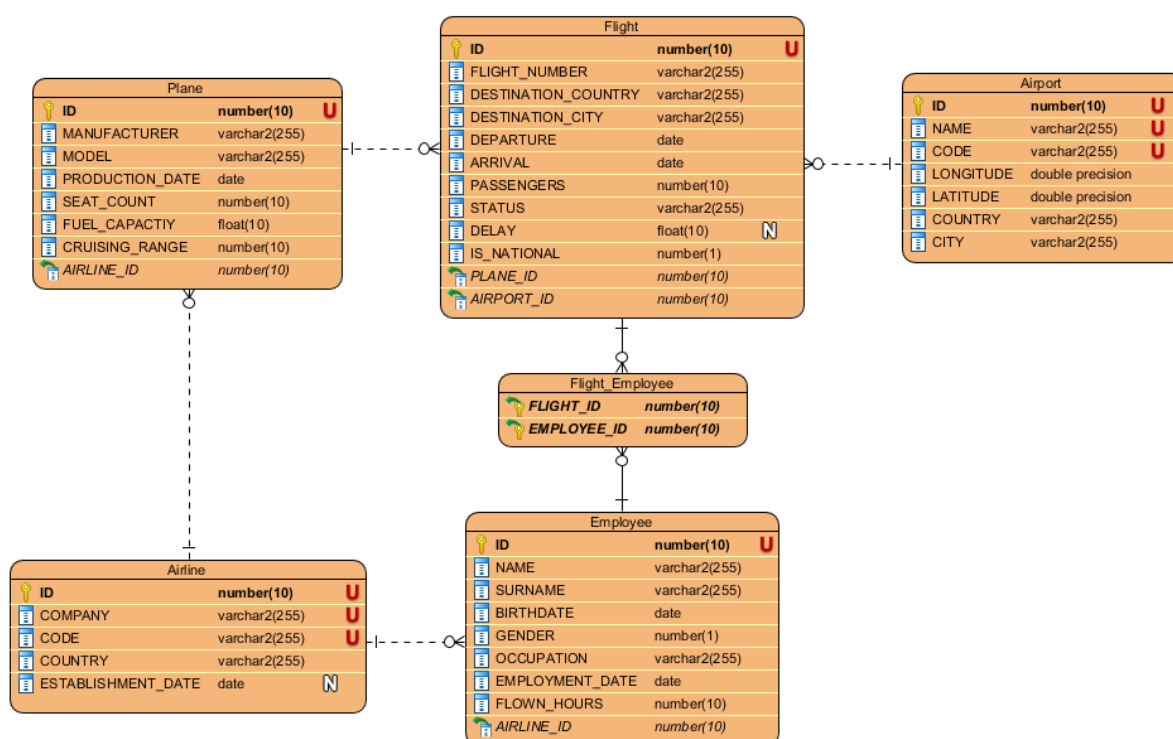 Flight
ID number(10) U
FLIGHT_NUMBER varchar2(255)
DESTINATION_COUNTRY varchar2(255)
DESTINATION_CITY varchar2(255)
DEPARTURE date
ARRIVAL date
PASSENGERS number(10)
STATUS varchar2(255)
DELAY float(10) N
IS_NATIONAL number(1)
PLANE_ID number(10)
AIRPORT_ID number(10)
Plane
ID number(10) U
MANUFACTURER varchar2(255)
MODEL varchar2(255)
PRODUCTION_DATE date
SEAT_COUNT number(10)
FUEL_CAPACTIY float(10)
CRUISING_RANGE number(10)
AIRLINE_ID number(10)
Airport
ID number(10) U
NAME varchar2(255) U
CODE varchar2(255) U
LONGITUDE double precision
LATITUDE double precision
COUNTRY varchar2(255)
CITY varchar2(255)
Flight_Employee
FLIGHT_ID number(10)
EMPLOYEE_ID number(10)
Airline
ID number(10) U
COMPANY varchar2(255) U
CODE varchar2(255) U
COUNTRY varchar2(255)
ESTABLISHMENT_DATE date N
Employee
ID number(10) U
NAME varchar2(255)
SURNAME varchar2(255)
BIRTHDATE date
GENDER number(1)
OCCUPATION varchar2(255)
EMPLOYMENT_DATE date
FLOWN_HOURS number(10)
AIRLINE_ID number(10)